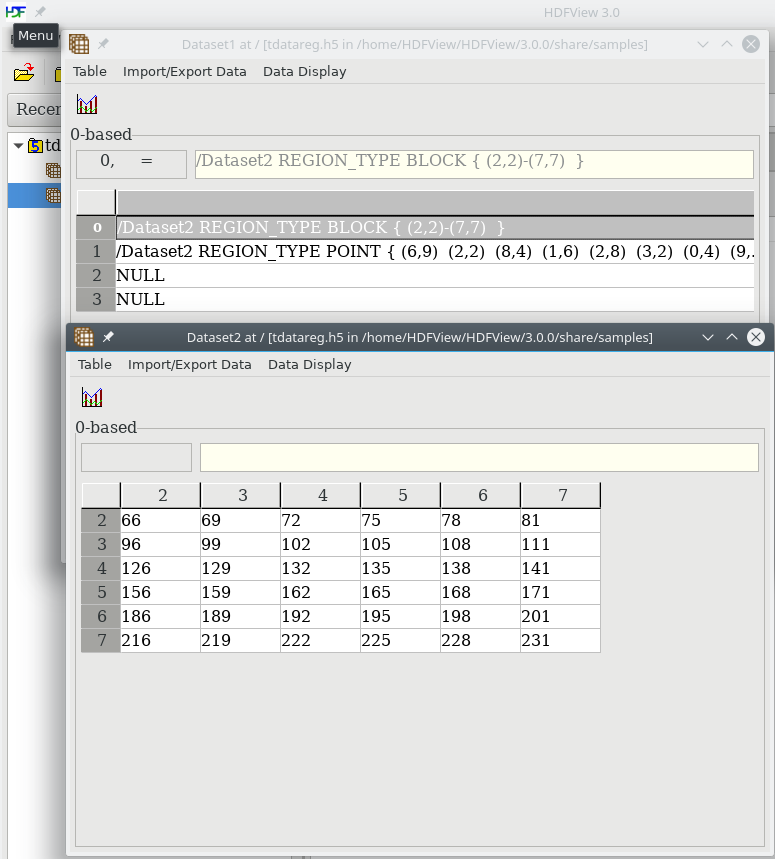 HDF HDFView 3.0
Menu
Dataset1 at / [tdatareg.h5 in /home/HDFView/HDFView/3.0.0/share/samples]
Table Import/Export Data Data Display
Recen
0-based
5 td
0, = /Dataset2 REGION_TYPE BLOCK { (2,2)-(7,7) }
0 /Dataset2 REGION_TYPE BLOCK { (2,2)-(7,7) }
1 /Dataset2 REGION_TYPE POINT { (6,9) (2,2) (8,4) (1,6) (2,8) (3,2) (0,4) (9,..
2 NULL
3 NULL
Dataset2 at / [tdatareg.h5 in /home/HDFView/HDFView/3.0.0/share/samples]
Table Import/Export Data Data Display
0-based
2 3 4 5 6 7
2 66 69 72 75 78 81
3 96 99 102 105 108 111
4 126 129 132 135 138 141
5 156 159 162 165 168 171
6 186 189 192 195 198 201
7 216 219 222 225 228 231